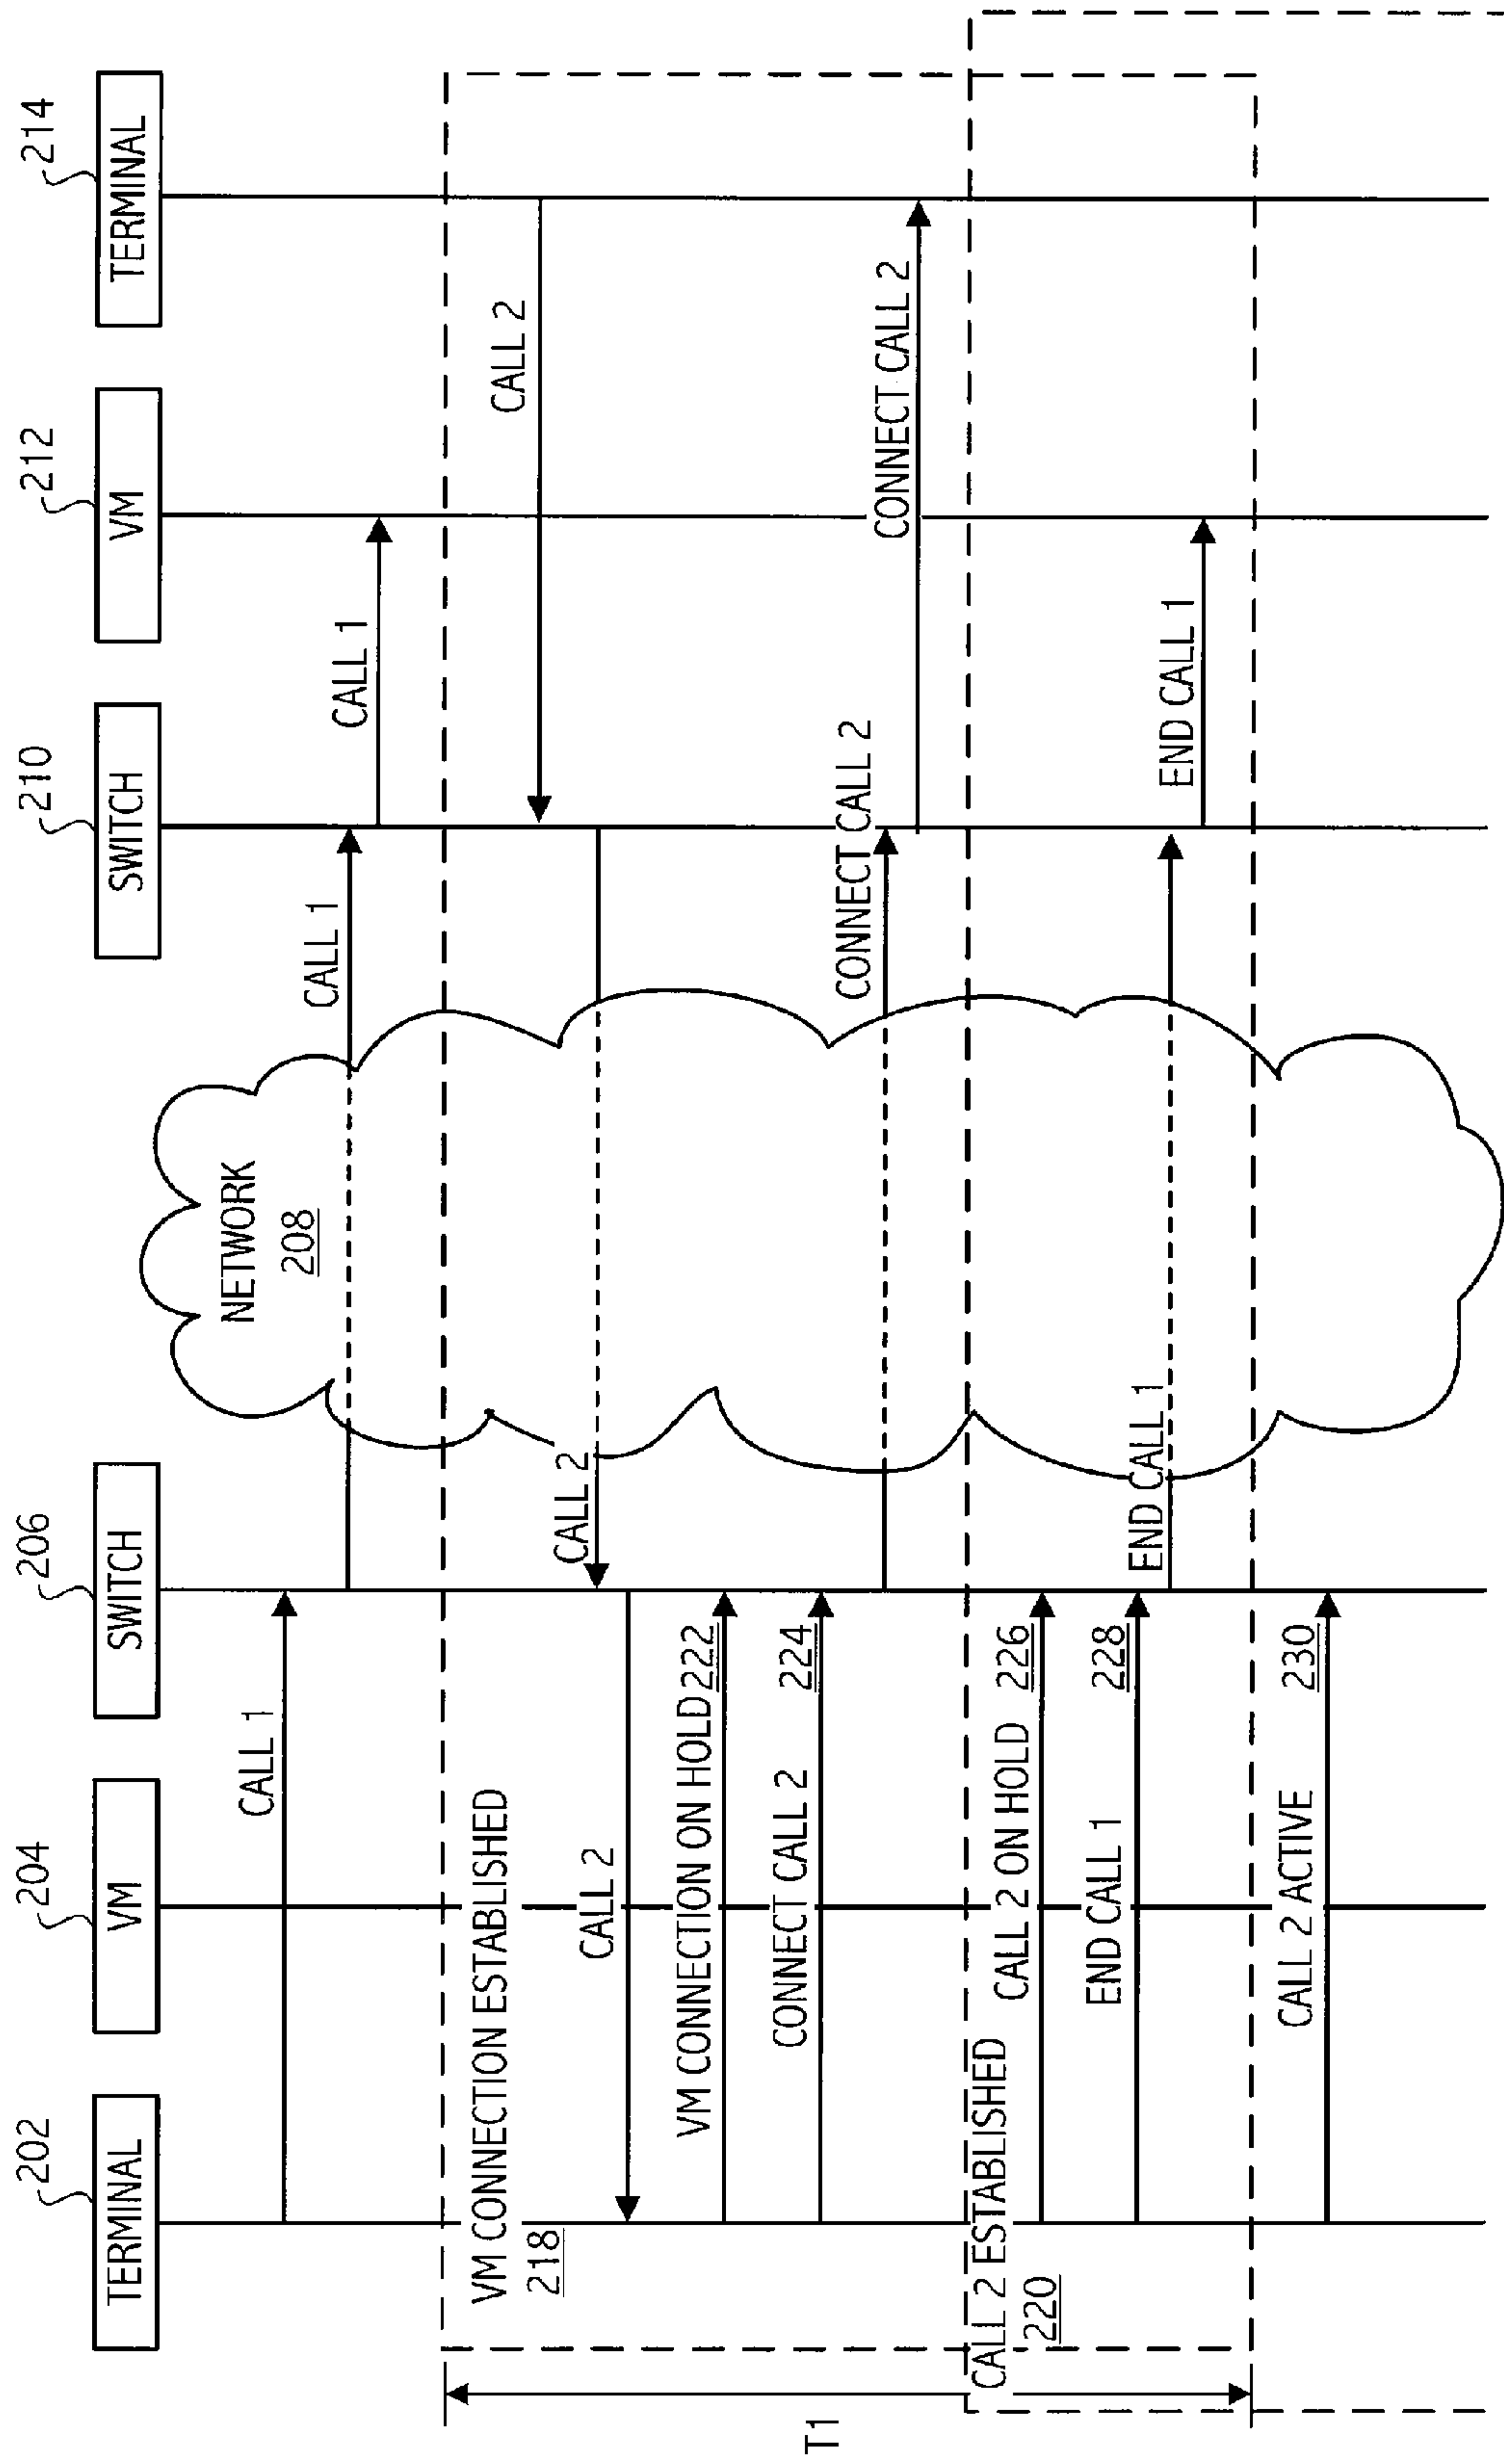 202
204
206
210
212
214
TERMINAL
VM
SWITCH
SWITCH
VM
TERMINAL
NETWORK
208
CALL 1
CALL 1
CALL 1
VM CONNECTION ESTABLISHED
218
CALL 2
CALL 2
CALL 2
VM CONNECTION ON HOLD 222
CONNECT CALL 2 224
CONNECT CALL 2
CONNECT CALL 2
CALL 2 ESTABLISHED
220
CALL 2 ON HOLD 226
END CALL 1 228
END CALL 1
END CALL 1
CALL 2 ACTIVE 230
T1